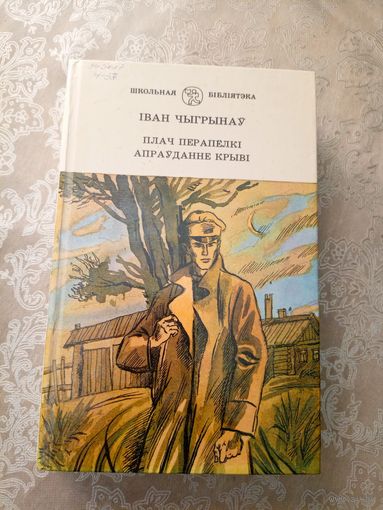 ШКОЛЬНАЯ БІБЛІЯТЭКА
ІВАН ЧЫГРЫНАЎ
ПЛАЧ ПЕРАПЕЛКІ
АПРАЎДАННЕ КРЫВІ